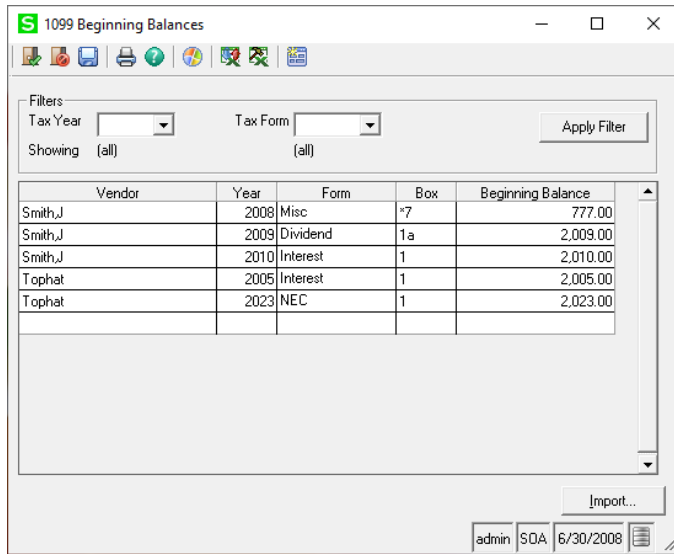 S 1099 Beginning Balances
Filters
Tax Year Tax Form Apply Filter
Showing (all) (all)
Vendor Year Form Box Beginning Balance
Smith,J 2008 Misc *7 777.00
Smith,J 2009 Dividend 1a 2,009.00
Smith,J 2010 Interest 1 2,010.00
Tophat 2005 Interest 1 2,005.00
Tophat 2023 NEC 1 2,023.00
Import...
admin SOA 6/30/2008